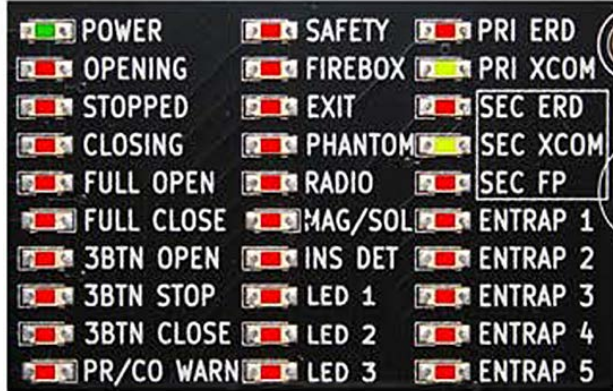 POWER SAFETY PRI ERD
OPENING FIREBOX PRI XCOM
STOPPED EXIT SEC ERD
CLOSING PHANTOM SEC XCOM
FULL OPEN RADIO SEC FP
FULL CLOSE MAG/SOL ENTRAP 1
3BTN OPEN INS DET ENTRAP 2
3BTN STOP LED 1 ENTRAP 3
3BTN CLOSE LED 2 ENTRAP 4
PR/CO WARN LED 3 ENTRAP 5